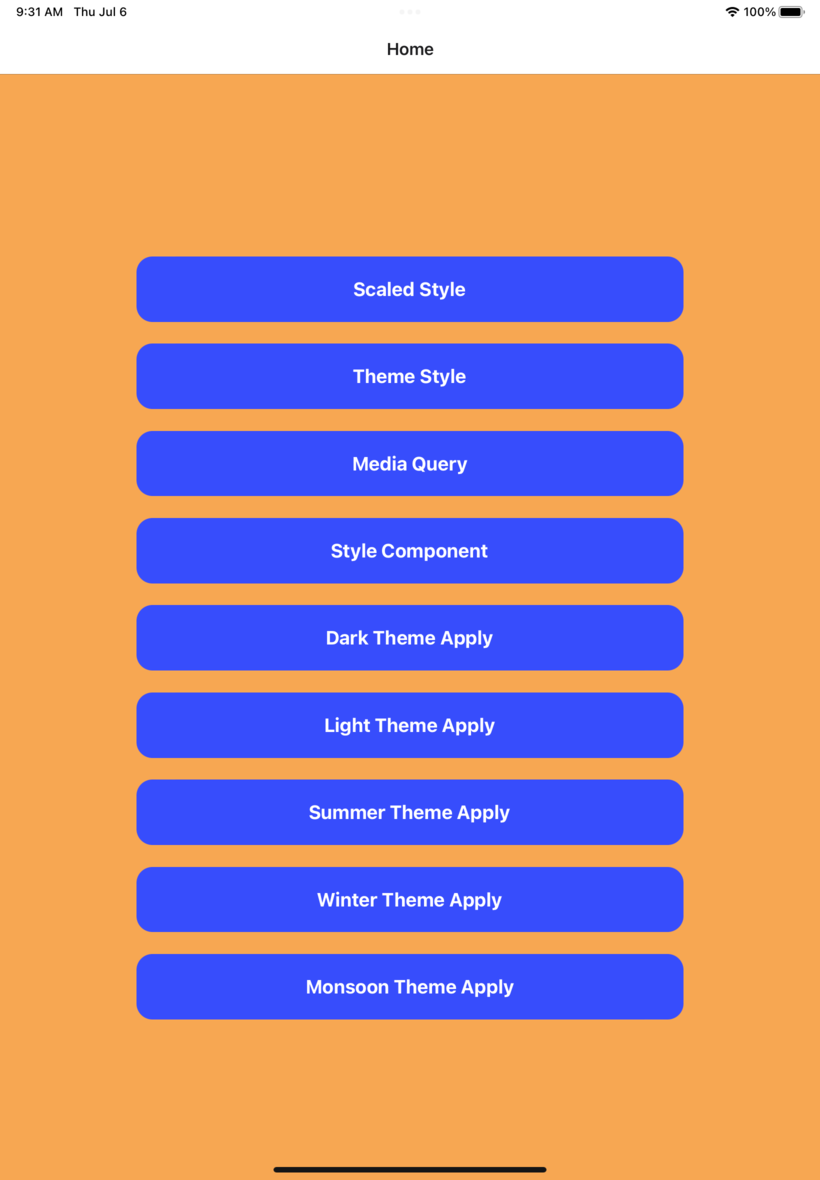 9:31 AM Thu Jul 6 100%
Home
Scaled Style
Theme Style
Media Query
Style Component
Dark Theme Apply
Light Theme Apply
Summer Theme Apply
Winter Theme Apply
Monsoon Theme Apply